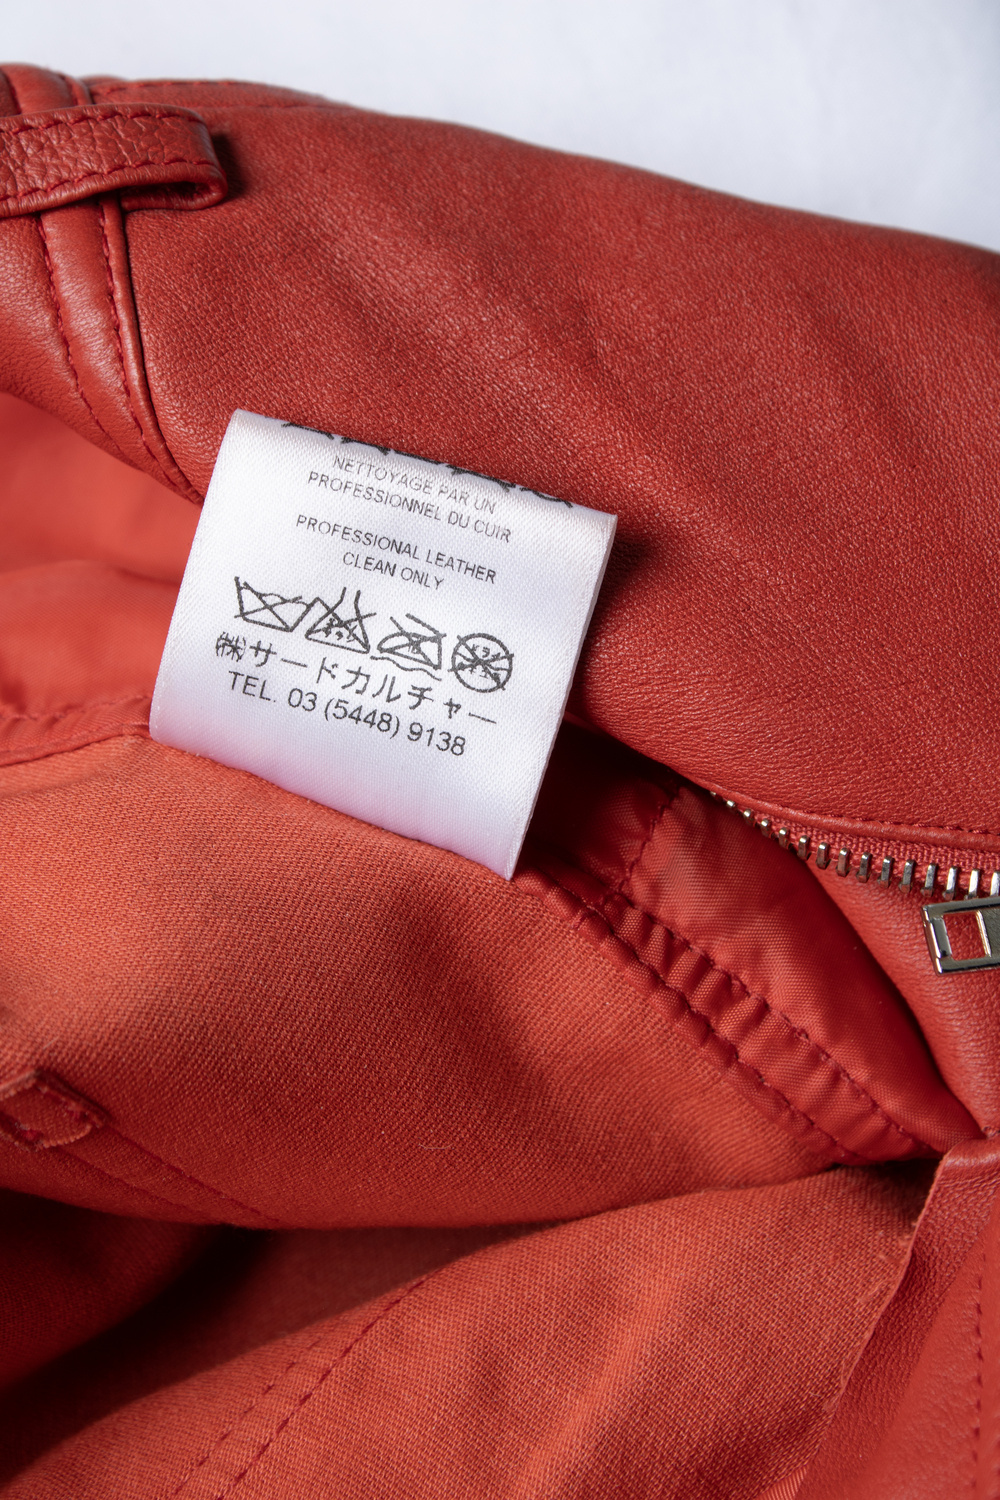 NETTOYAGE PAR UN
PROFESSIONNEL DU CUIR
PROFESSIONAL LEATHER
CLEAN ONLY
㈱サードカルチャー
TEL. 03 (5448) 9138